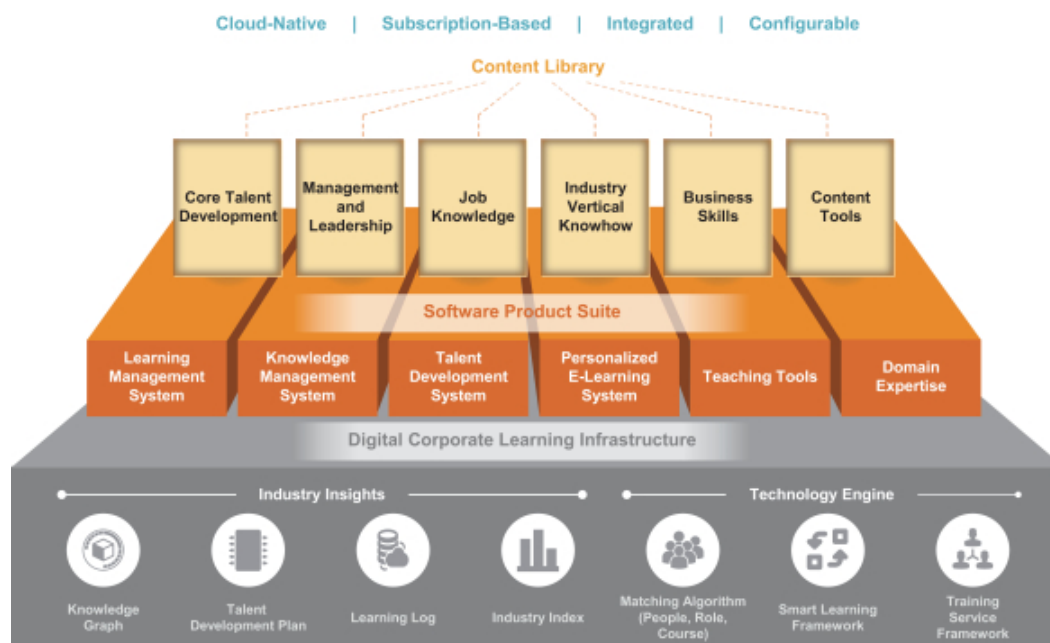 Cloud-Native | Subscription-Based | Integrated | Configurable
Content Library
Core Talent
Development
Management
and
Leadership
Job
Knowledge
Industry
Vertical
Knowhow
Business
Skills
Content
Tools
Software Product Suite
Learning
Management
System
Knowledge
Management
System
Talent
Development
System
Personalized
E-Learning
System
Teaching Tools
Domain
Expertise
Digital Corporate Learning Infrastructure
Industry Insights
Technology Engine
Knowledge
Graph
Talent
Development Plan
Learning Log
Industry Index
Matching Algorithm
(People, Role,
Course)
Smart Learning
Framework
Training
Service
Framework